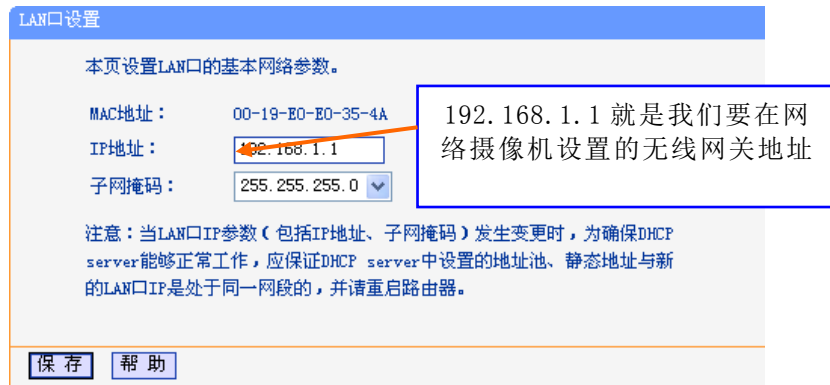 LAN口设置
本页设置LAN口的基本网络参数。
MAC地址： 00-19-E0-E0-35-4A
IP地址： 192.168.1.1
子网掩码： 255.255.255.0
192.168.1.1 就是我们要在网
络摄像机设置的无线网关地址
注意：当LAN口IP参数（包括IP地址、子网掩码）发生变更时，为确保DHCP
server能够正常工作，应保证DHCP server中设置的地址池、静态地址与新
的LAN口IP是处于同一网段的，并请重启路由器。
保 存 帮 助